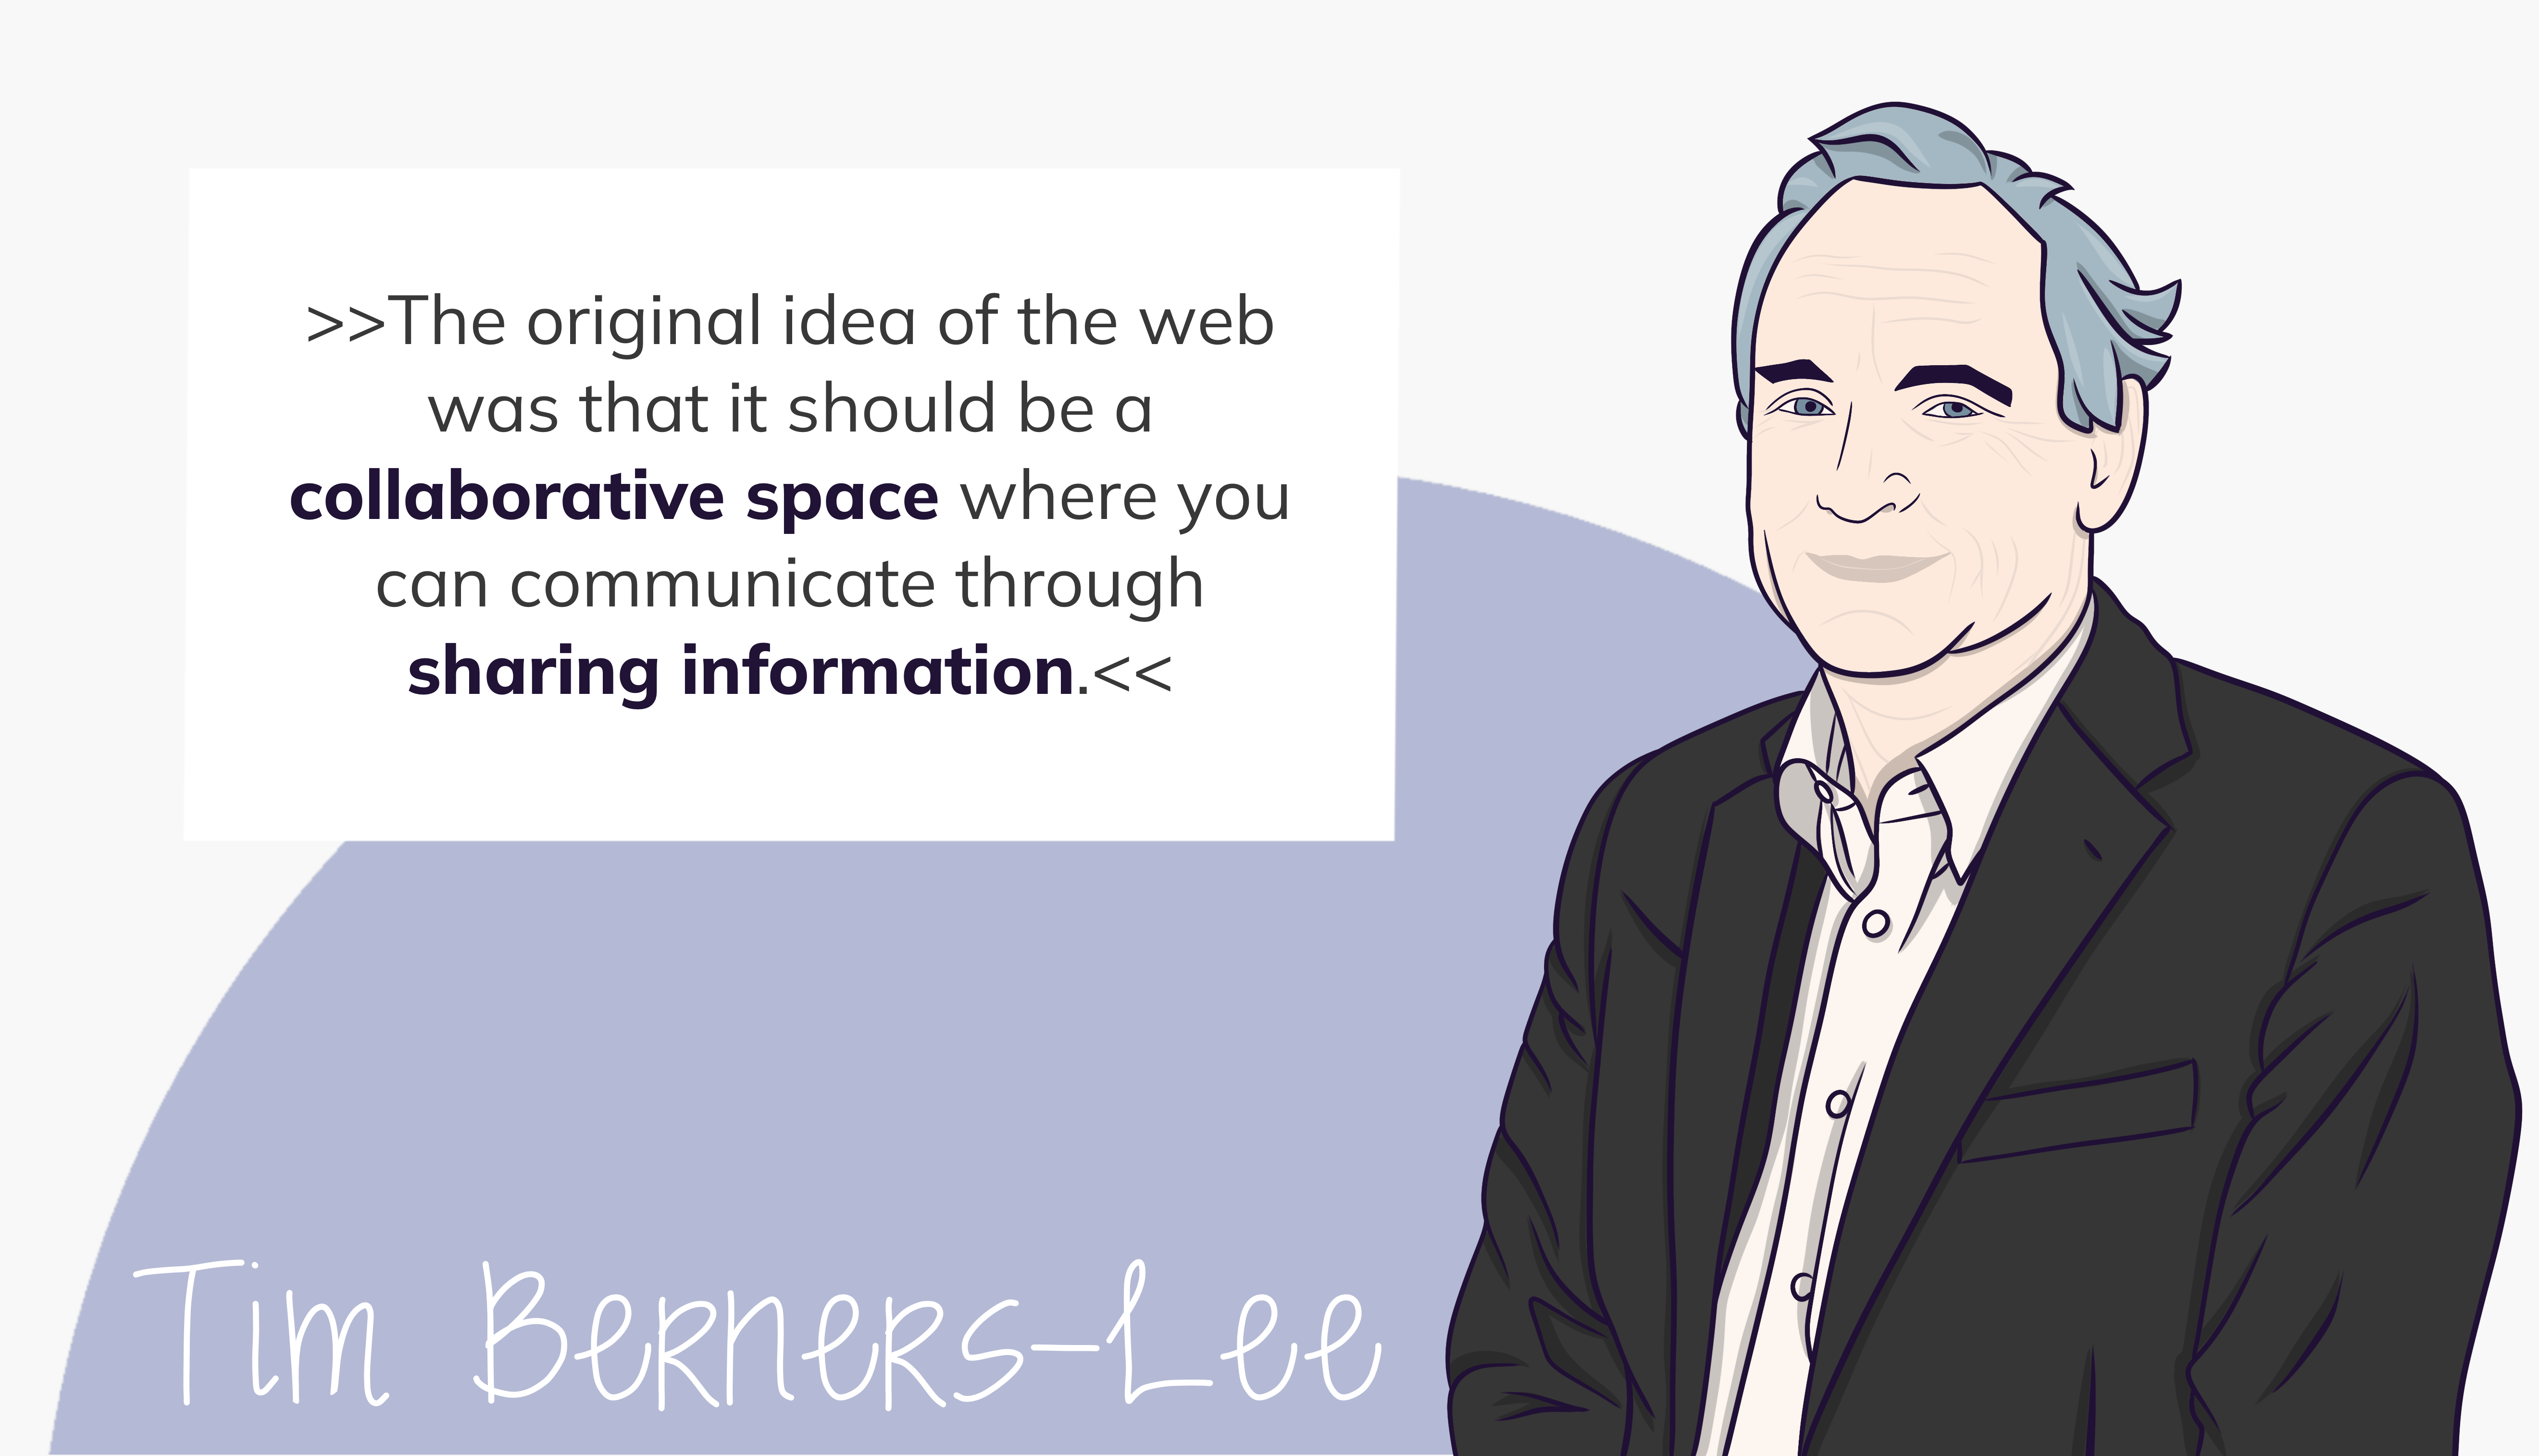 >>The original idea of the web
was that it should be a
collaborative space where you
can communicate through
sharing information.<<
Tim Berners-Lee